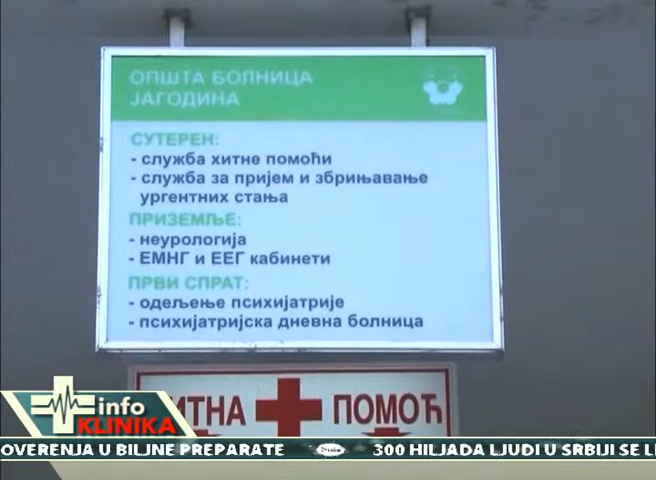 ОПШТА БОЛНИЦА
ЈАГОДИНА
СУТЕРЕН:
- служба хитне помоћи
- служба за пријем и збрињавање
ургентних стања
ПРИЗЕМЉЕ:
- неурологија
- ЕМНГ и ЕЕГ кабинети
ПРВИ СПРАТ:
- одељење психијатрије
- психијатријска дневна болница
ИТНА ПОМОЋ
info
KLINIKA
OVERENJA U BILJNE PREPARATE 300 HILJADA LJUDI U SRBIJI SE L